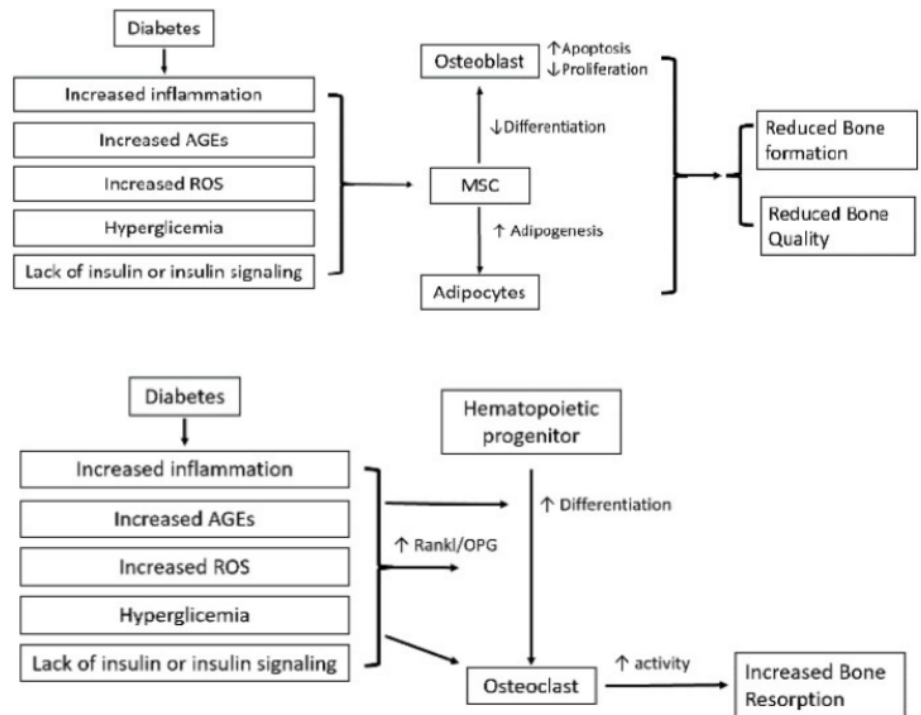 Diabetes
Increased inflammation
Increased AGEs
Increased ROS
Hyperglicemia
Lack of insulin or insulin signaling
Osteoblast
↑Apoptosis
↓Proliferation
↓Differentiation
MSC
↑ Adipogenesis
Adipocytes
Reduced Bone
formation
Reduced Bone
Quality
Diabetes
Increased inflammation
Increased AGEs
Increased ROS
Hyperglicemia
Lack of insulin or insulin signaling
↑ Rankl/OPG
Hematopoietic
progenitor
↑ Differentiation
Osteoclast
↑ activity
Increased Bone
Resorption